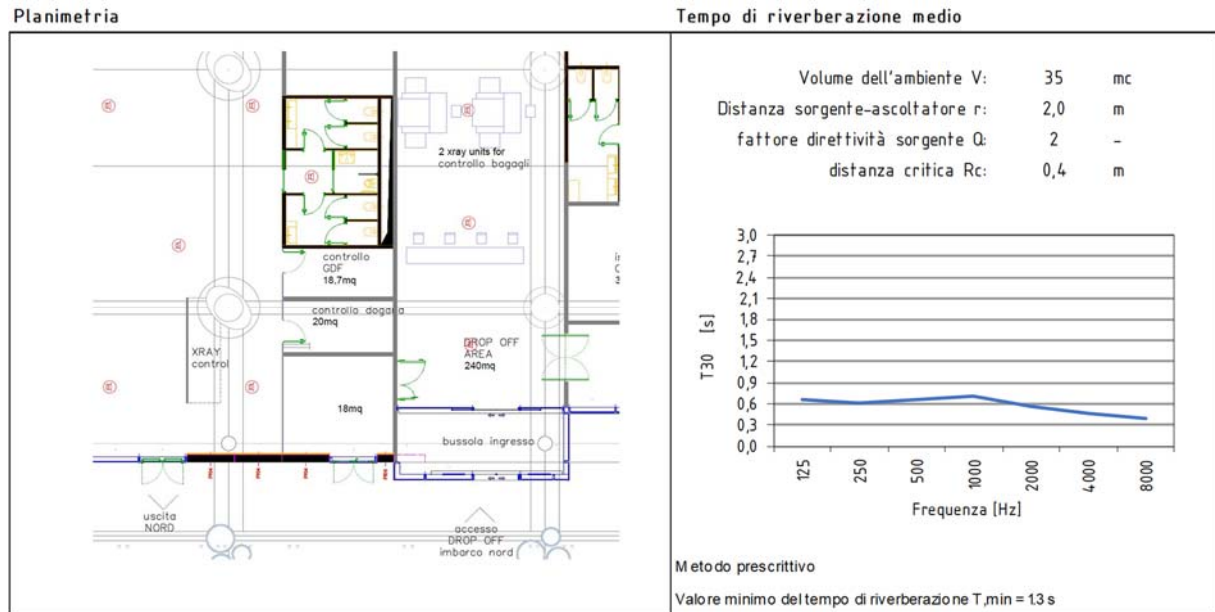 Planimetria
Tempo di riverberazione medio
2 xray units for
controllo bagagli
controllo
GDF
18,7mq
controllo dogana
20mq
XRAY
control
DROP OFF
AREA
240mq
18mq
bussola ingresso
uscita
NORD
accesso
DROP OFF
imbarco nord
Volume dell'ambiente V: 35 mc
Distanza sorgente-ascoltatore r: 2,0 m
fattore direttività sorgente Q: 2 -
distanza critica Rc: 0,4 m
3,0
2,7
2,4
2,1
1,8
1,5
1,2
0,9
0,6
0,3
0,0
T30 [s]
125 250 500 1000 2000 4000 8000
Frequenza [Hz]
Metodo prescrittivo
Valore minimo del tempo di riverberazione T,min = 1.3 s